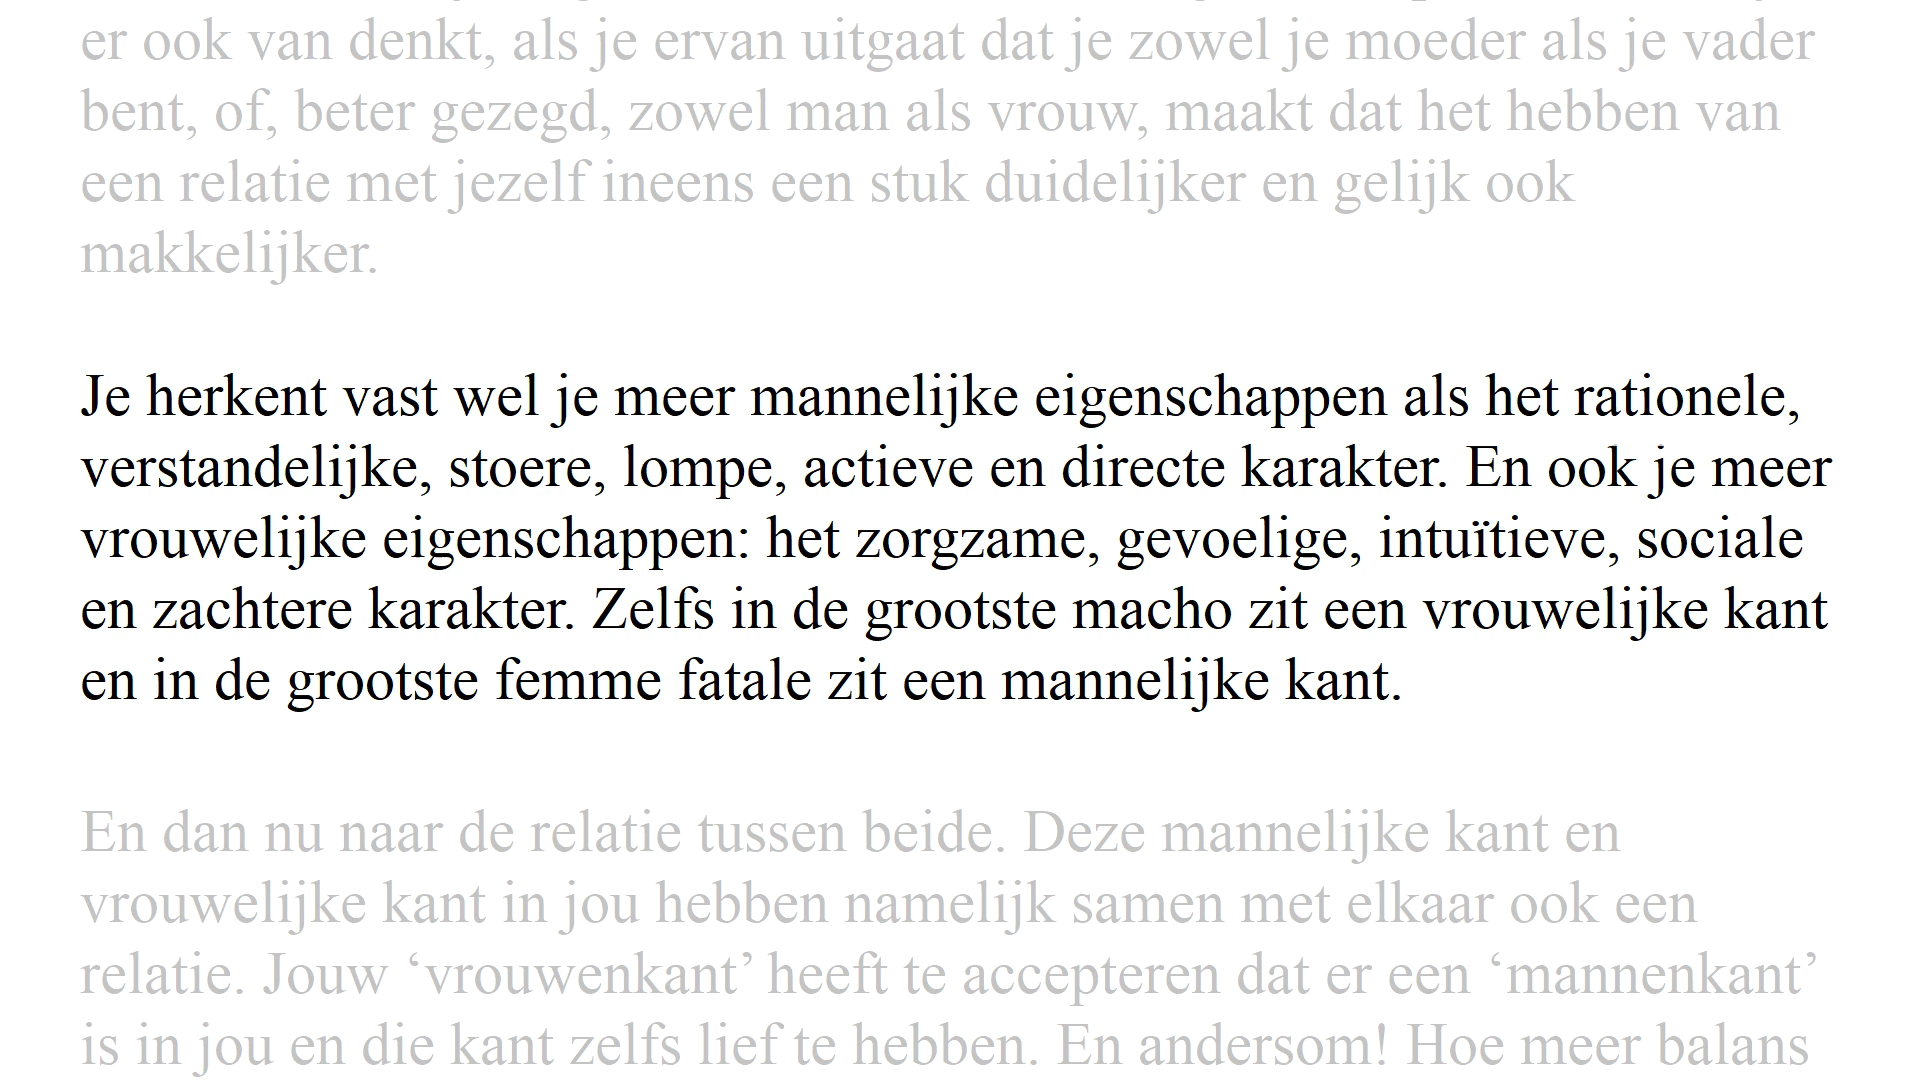 er ook van denkt, als je ervan uitgaat dat je zowel je moeder als je vader
bent, of, beter gezegd, zowel man als vrouw, maakt dat het hebben van
een relatie met jezelf ineens een stuk duidelijker en gelijk ook
makkelijker.
Je herkent vast wel je meer mannelijke eigenschappen als het rationele,
verstandelijke, stoere, lompe, actieve en directe karakter. En ook je meer
vrouwelijke eigenschappen: het zorgzame, gevoelige, intuïtieve, sociale
en zachtere karakter. Zelfs in de grootste macho zit een vrouwelijke kant
en in de grootste femme fatale zit een mannelijke kant.
En dan nu naar de relatie tussen beide. Deze mannelijke kant en
vrouwelijke kant in jou hebben namelijk samen met elkaar ook een
relatie. Jouw ‘vrouwenkant’ heeft te accepteren dat er een ‘mannenkant’
is in jou en die kant zelfs lief te hebben. En andersom! Hoe meer balans